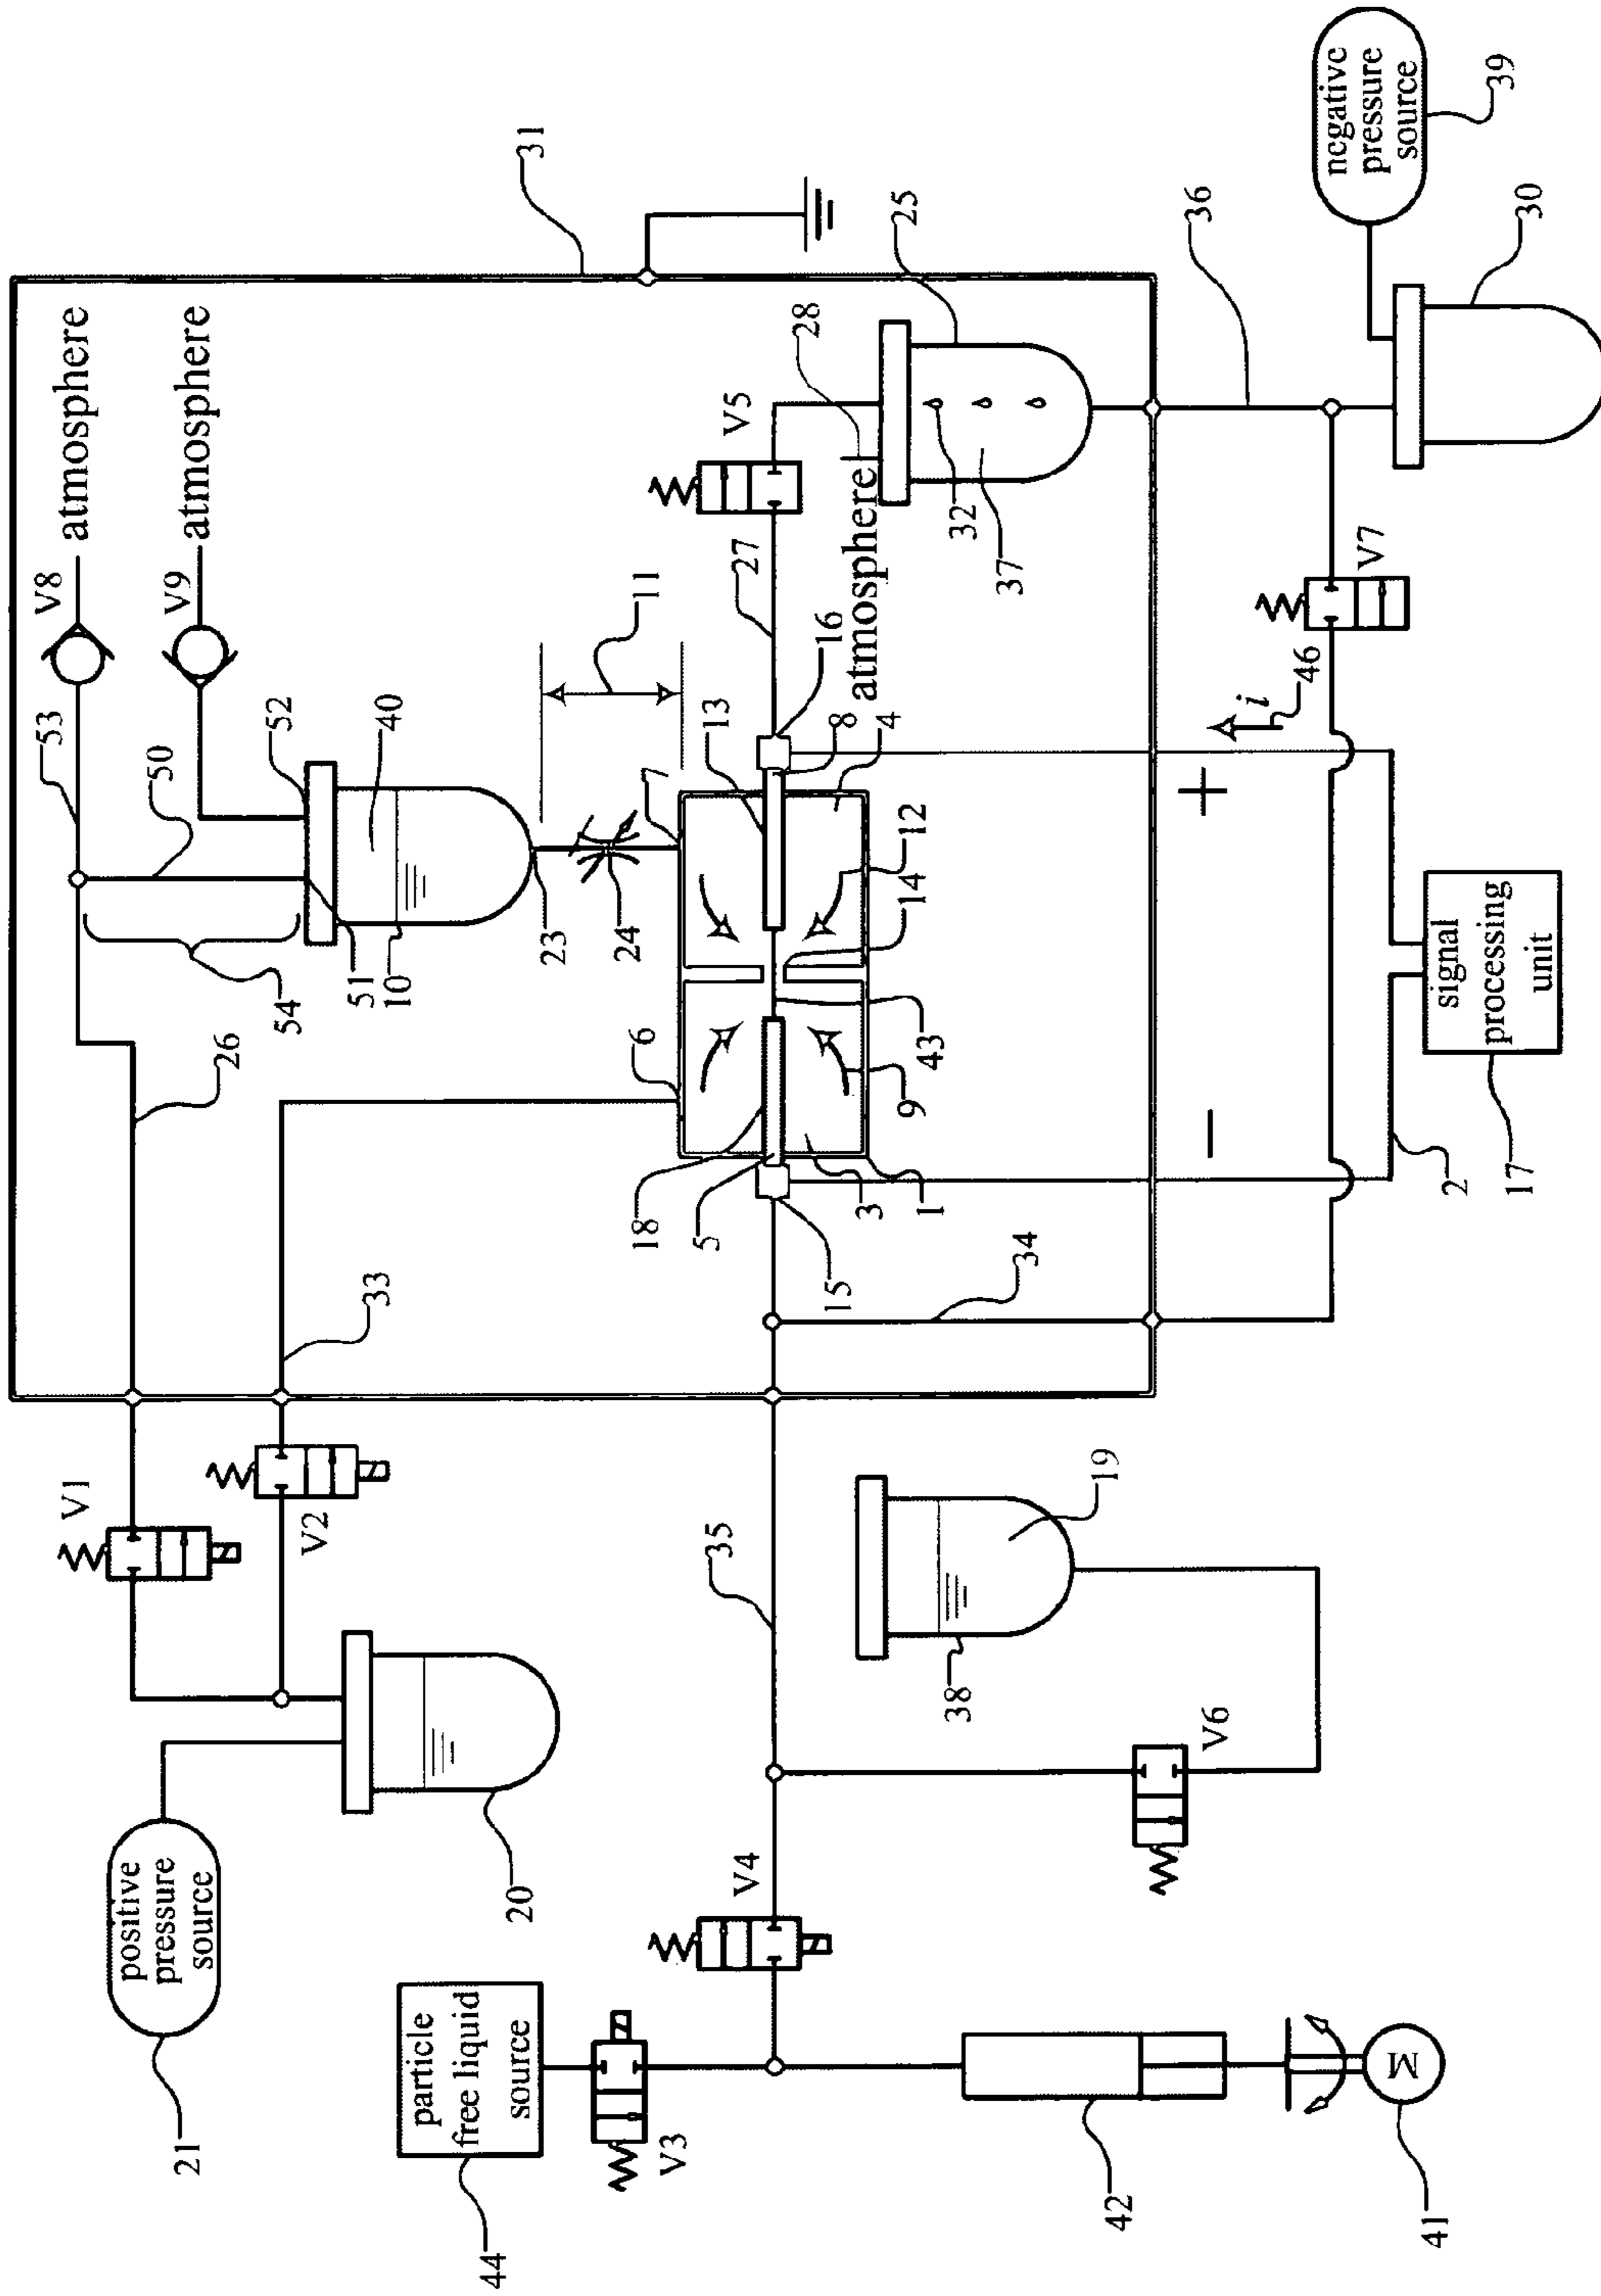 31
V8
atmosphere
V9
atmosphere
53
50
52
40
51
10
54
26
11
23
24
7
6
13
V5
27
28
25
16
atmosphere
8
4
12
14
43
9
18
5
3
1
15
32
37
33
34
V1
V2
positive
pressure
source
21
20
35
19
38
V6
V4
particle
free liquid
source
44
V3
42
M
41
36
V7
46
i
+
−
2
signal
processing
unit
17
negative
pressure
source
39
30